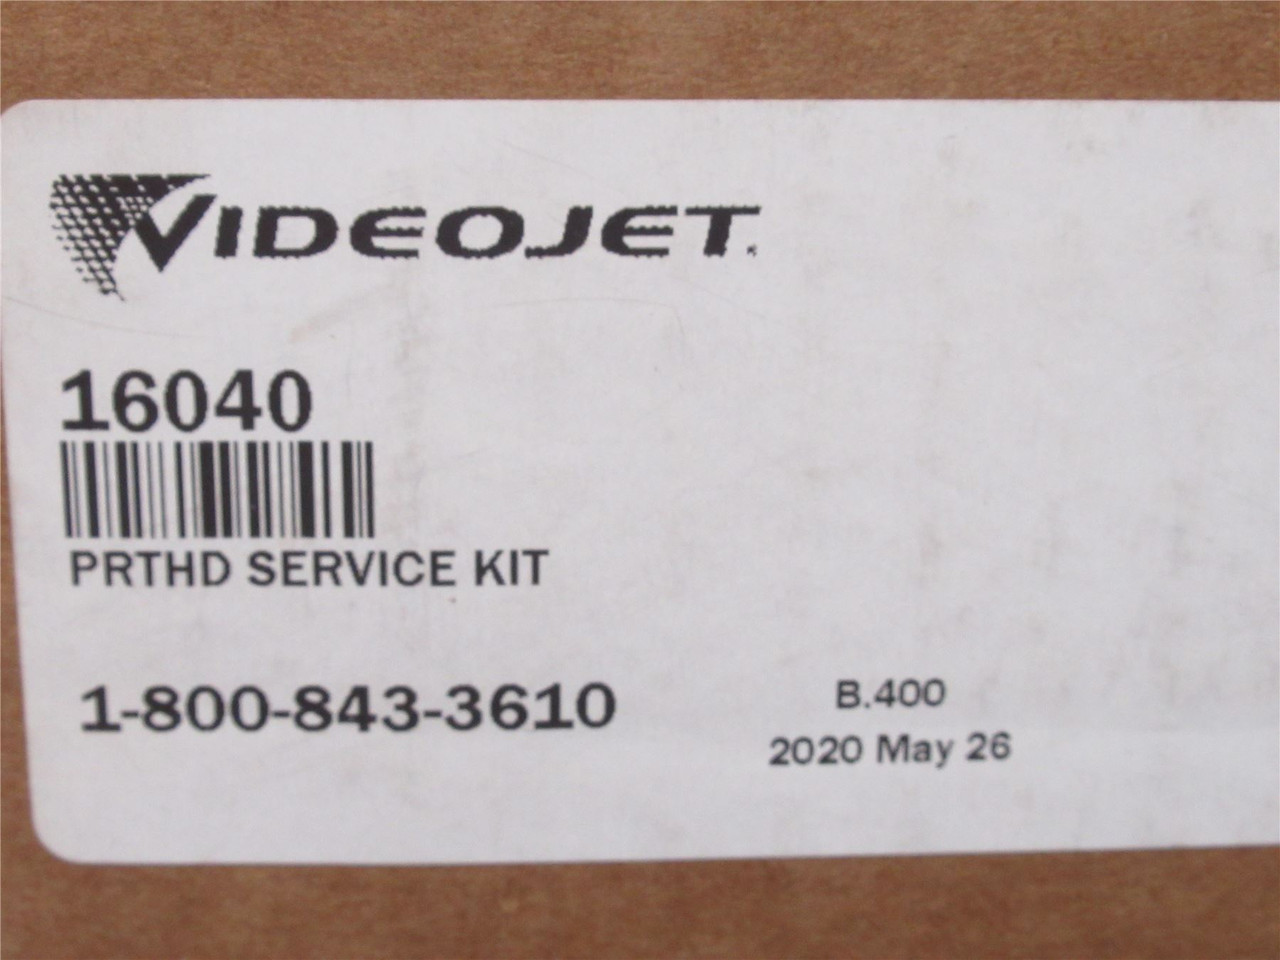 VIDEOJET
16040
PRTHD SERVICE KIT
1-800-843-3610
B.400
2020 May 26